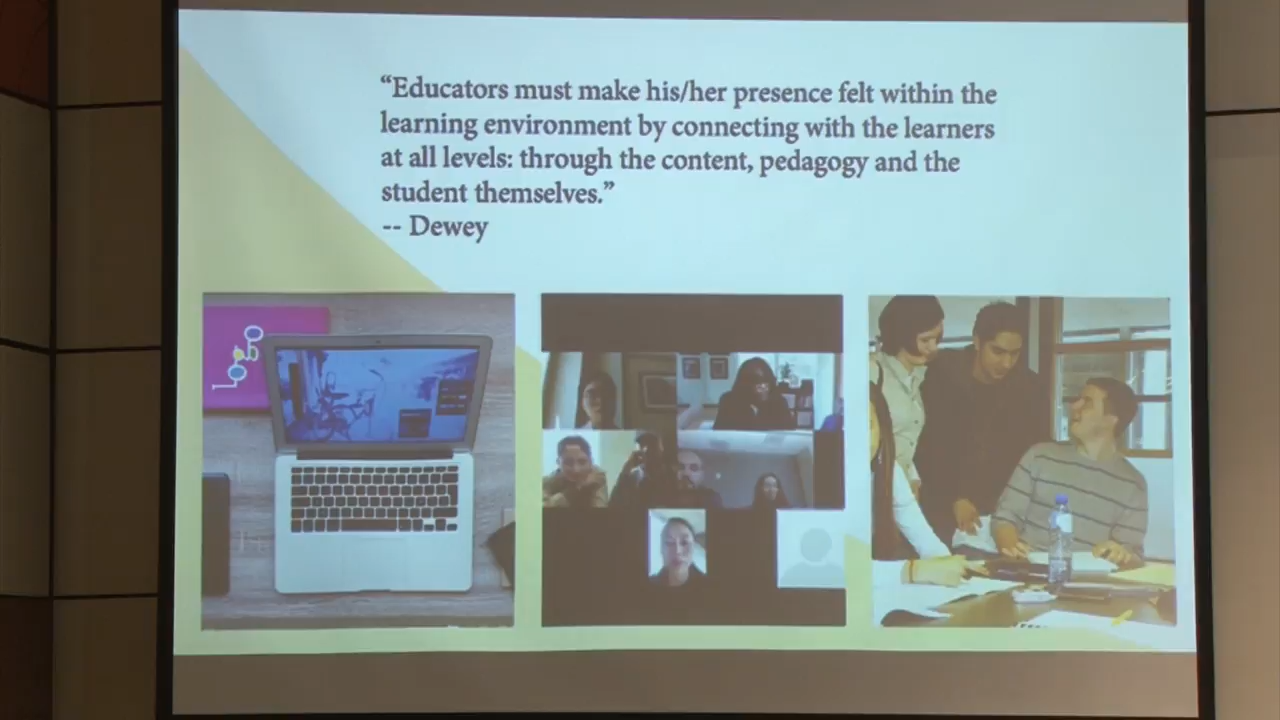 “Educators must make his/her presence felt within the
learning environment by connecting with the learners
at all levels: through the content, pedagogy and the
student themselves.”
-- Dewey